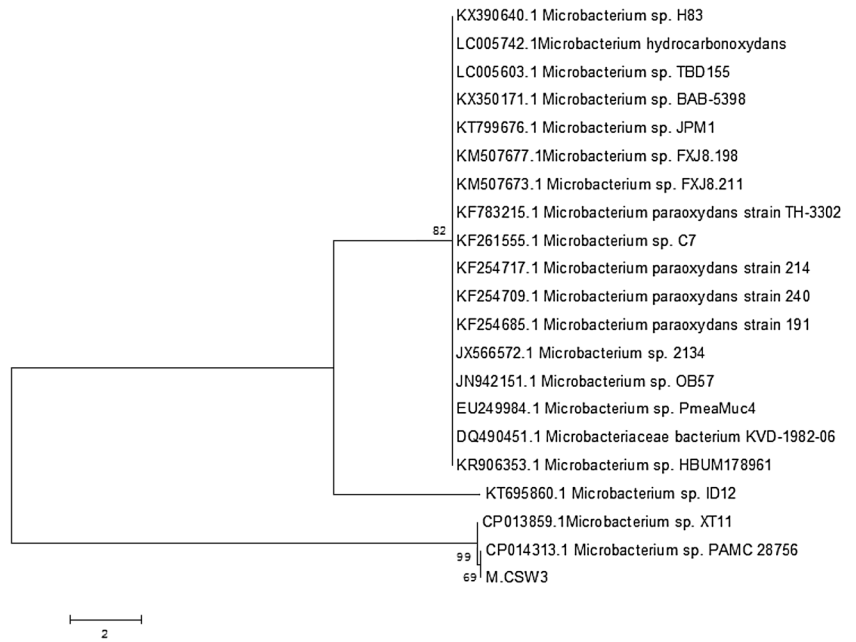 KX390640.1 Microbacterium sp. H83
LC005742.1Microbacterium hydrocarbonoxydans
LC005603.1 Microbacterium sp. TBD155
KX350171.1 Microbacterium sp. BAB-5398
KT799676.1 Microbacterium sp. JPM1
KM507677.1Microbacterium sp. FXJ8.198
KM507673.1 Microbacterium sp. FXJ8.211
KF783215.1 Microbacterium paraoxydans strain TH-3302
82
KF261555.1 Microbacterium sp. C7
KF254717.1 Microbacterium paraoxydans strain 214
KF254709.1 Microbacterium paraoxydans strain 240
KF254685.1 Microbacterium paraoxydans strain 191
JX566572.1 Microbacterium sp. 2134
JN942151.1 Microbacterium sp. OB57
EU249984.1 Microbacterium sp. PmeaMuc4
DQ490451.1 Microbacteriaceae bacterium KVD-1982-06
KR906353.1 Microbacterium sp. HBUM178961
KT695860.1 Microbacterium sp. ID12
CP013859.1Microbacterium sp. XT11
CP014313.1 Microbacterium sp. PAMC 28756
99
69 M.CSW3
2